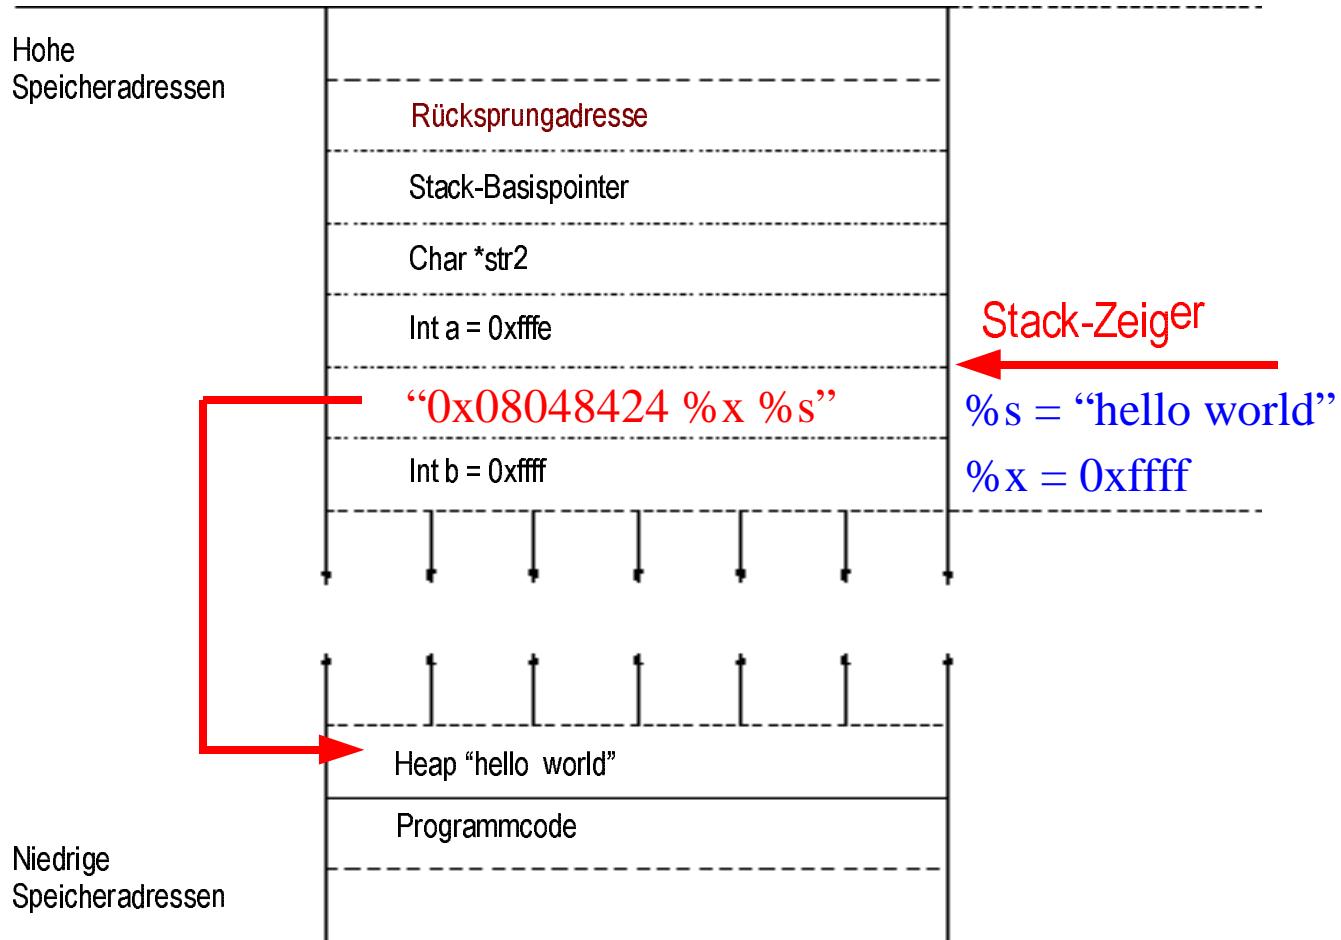 Hohe
Speicheradressen
Rücksprungadresse
Stack-Basispointer
Char *str2
Int a = 0xfffe
Stack-Zeiger
“0x08048424 %x %s”
%s = “hello world”
Int b = 0xffff
%x = 0xffff
Heap “hello world”
Programmcode
Niedrige
Speicheradressen